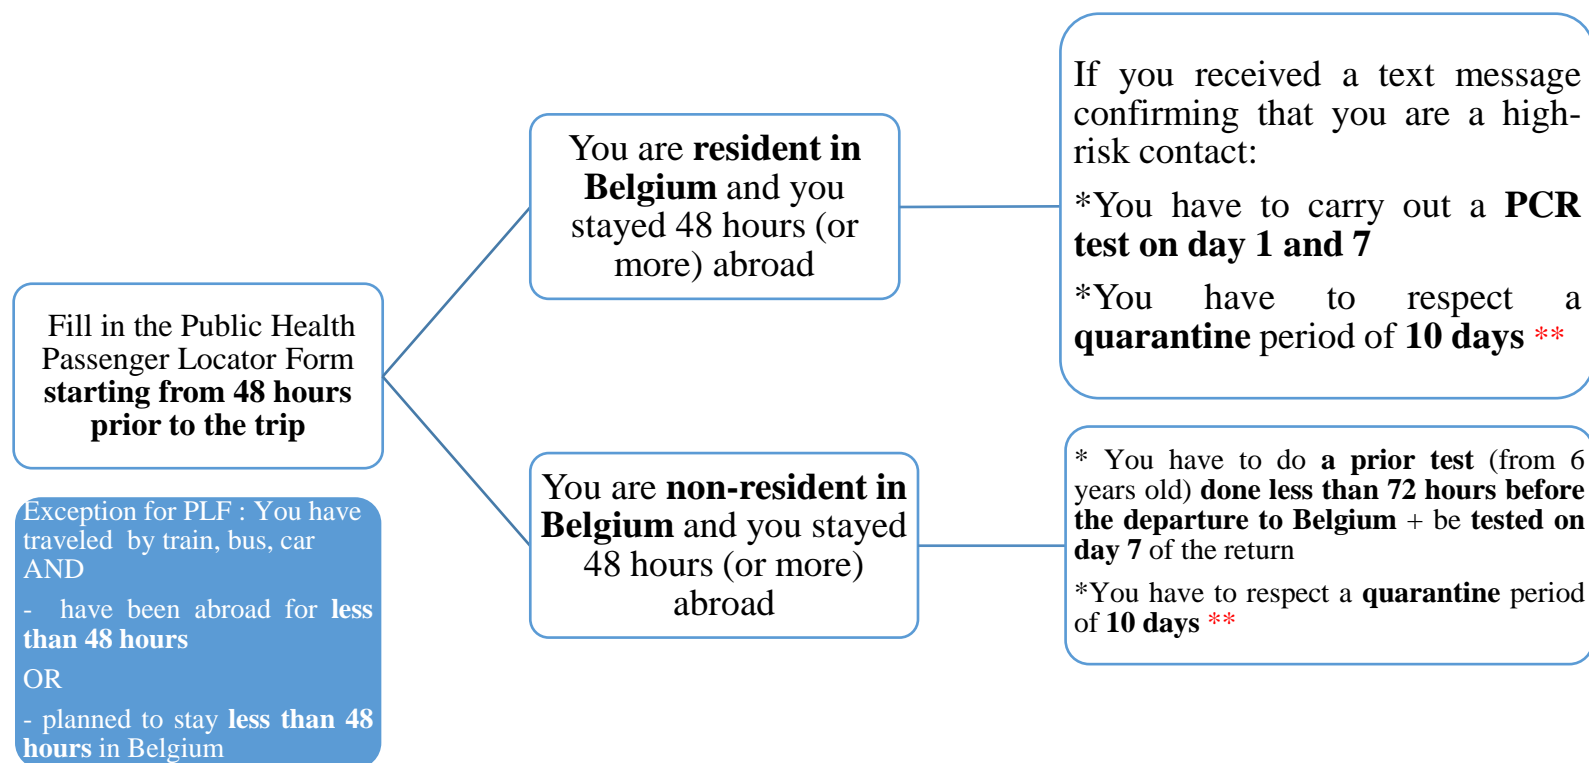 Fill in the Public Health
Passenger Locator Form
starting from 48 hours
prior to the trip
Exception for PLF : You have
traveled by train, bus, car
AND
- have been abroad for less
than 48 hours
OR
- planned to stay less than 48
hours in Belgium
You are resident in
Belgium and you
stayed 48 hours (or
more) abroad
You are non-resident in
Belgium and you stayed
48 hours (or more)
abroad
If you received a text message
confirming that you are a high-
risk contact:
*You have to carry out a PCR
test on day 1 and 7
*You have to respect a
quarantine period of 10 days **
* You have to do a prior test (from 6
years old) done less than 72 hours before
the departure to Belgium + be tested on
day 7 of the return
*You have to respect a quarantine period
of 10 days **